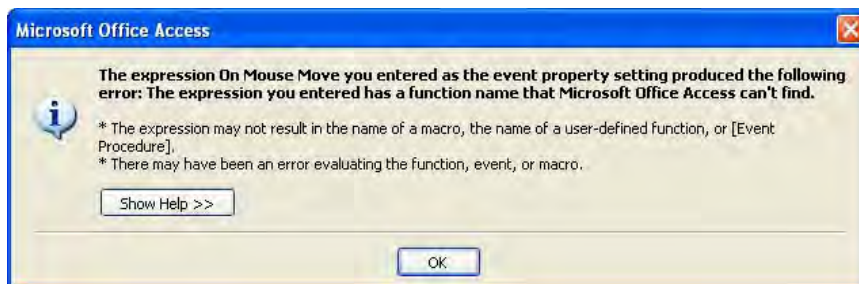 Microsoft Office Access
The expression On Mouse Move you entered as the event property setting produced the following
error: The expression you entered has a function name that Microsoft Office Access can't find.
* The expression may not result in the name of a macro, the name of a user-defined function, or [Event
Procedure].
* There may have been an error evaluating the function, event, or macro.
Show Help >>
OK